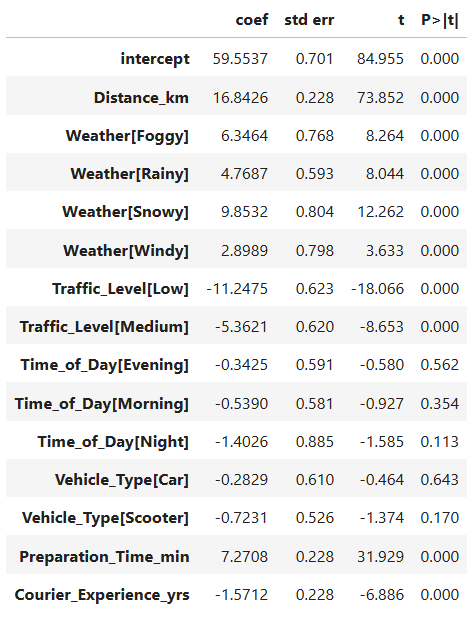 coef std err t P>|t|
intercept 59.5537 0.701 84.955 0.000
Distance_km 16.8426 0.228 73.852 0.000
Weather[Foggy] 6.3464 0.768 8.264 0.000
Weather[Rainy] 4.7687 0.593 8.044 0.000
Weather[Snowy] 9.8532 0.804 12.262 0.000
Weather[Windy] 2.8989 0.798 3.633 0.000
Traffic_Level[Low] -11.2475 0.623 -18.066 0.000
Traffic_Level[Medium] -5.3621 0.620 -8.653 0.000
Time_of_Day[Evening] -0.3425 0.591 -0.580 0.562
Time_of_Day[Morning] -0.5390 0.581 -0.927 0.354
Time_of_Day[Night] -1.4026 0.885 -1.585 0.113
Vehicle_Type[Car] -0.2829 0.610 -0.464 0.643
Vehicle_Type[Scooter] -0.7231 0.526 -1.374 0.170
Preparation_Time_min 7.2708 0.228 31.929 0.000
Courier_Experience_yrs -1.5712 0.228 -6.886 0.000